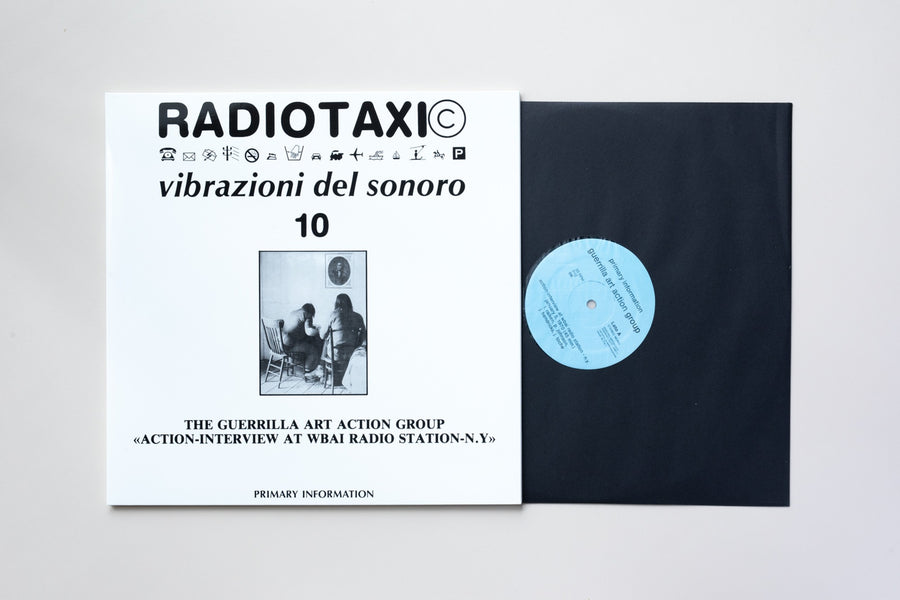 RADIOTAXI©
P
vibrazioni del sonoro
10
THE GUERRILLA ART ACTION GROUP
«ACTION-INTERVIEW AT WBAI RADIO STATION-N.Y»
PRIMARY INFORMATION
primary information
guerrilla art action group
Lato A